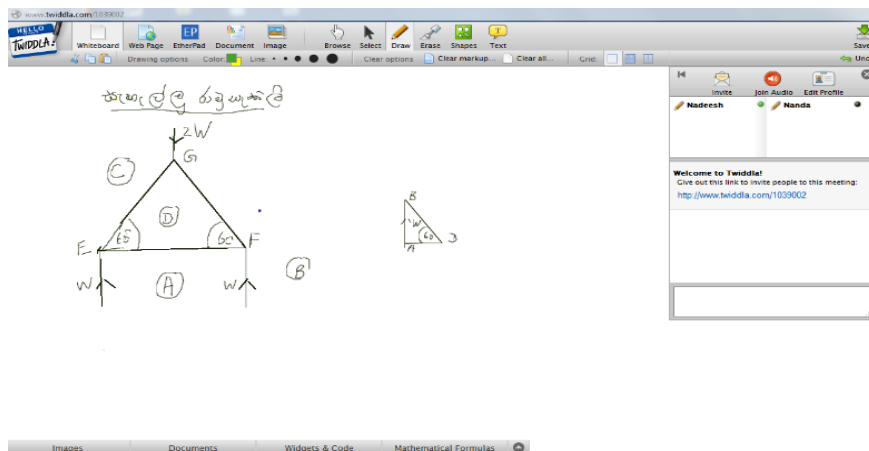 www.twiddla.com/1039002
HELLO
TWIDDLA!
Whiteboard Web Page EtherPad Document Image Browse Select Draw Erase Shapes Text Save
EP
T
Drawing options Color: Line: Clear options Clear markup... Clear all... Grid: Undo
Invite Join Audio Edit Profile
Nadeesh Nanda
Welcome to Twiddla!
Give out this link to invite people to this meeting:
http://www.twiddla.com/1039002
සැහැල්ලු රාමු සැකිලි
2W
G
C
D
E 60 60 F
W A W B
B
W
60
A D
Images Documents Widgets & Code Mathematical Formulas